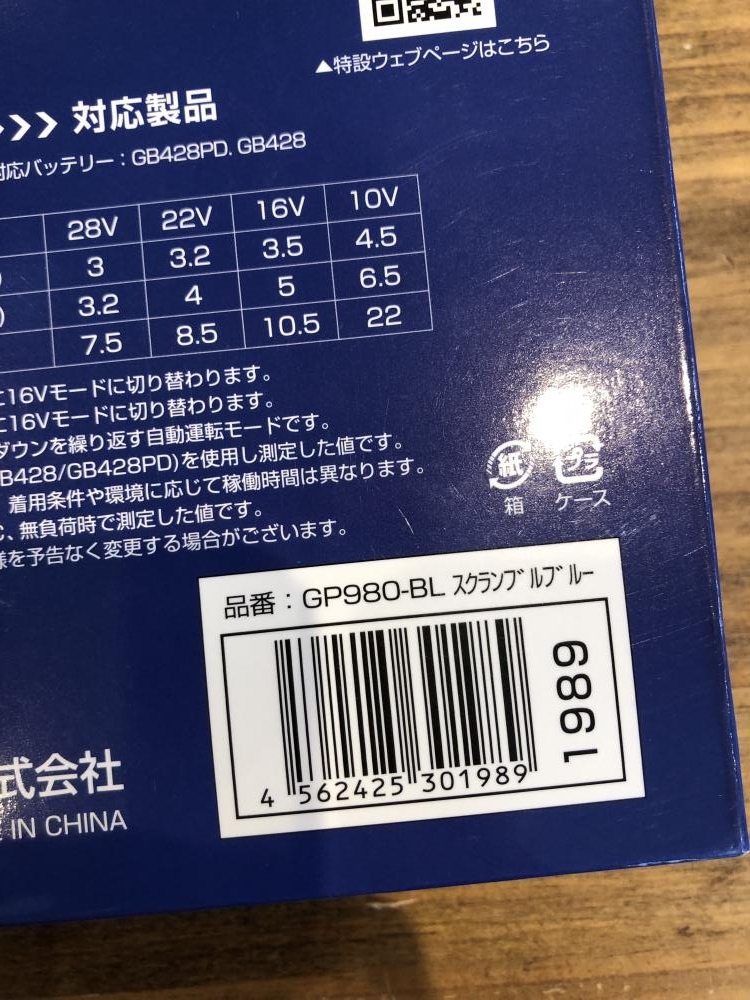 ▲特設ウェブページはこちら
対応製品
対応バッテリー：GB428PD. GB428
28V 22V 16V 10V
3 3.2 3.5 4.5
3.2 4 5 6.5
7.5 8.5 10.5 22
に16Vモードに切り替わります。
に16Vモードに切り替わります。
ダウンを繰り返す自動運転モードです。
GB428/GB428PD)を使用し測定した値です。
着用条件や環境に応じて稼働時間は異なります。
C、無負荷時で測定した値です。
様を予告なく変更する場合がございます。
紙 プラ
箱 ケース
品番：GP980-BL スクランブルブルー
1989
4 562425 301989
式会社
IN CHINA